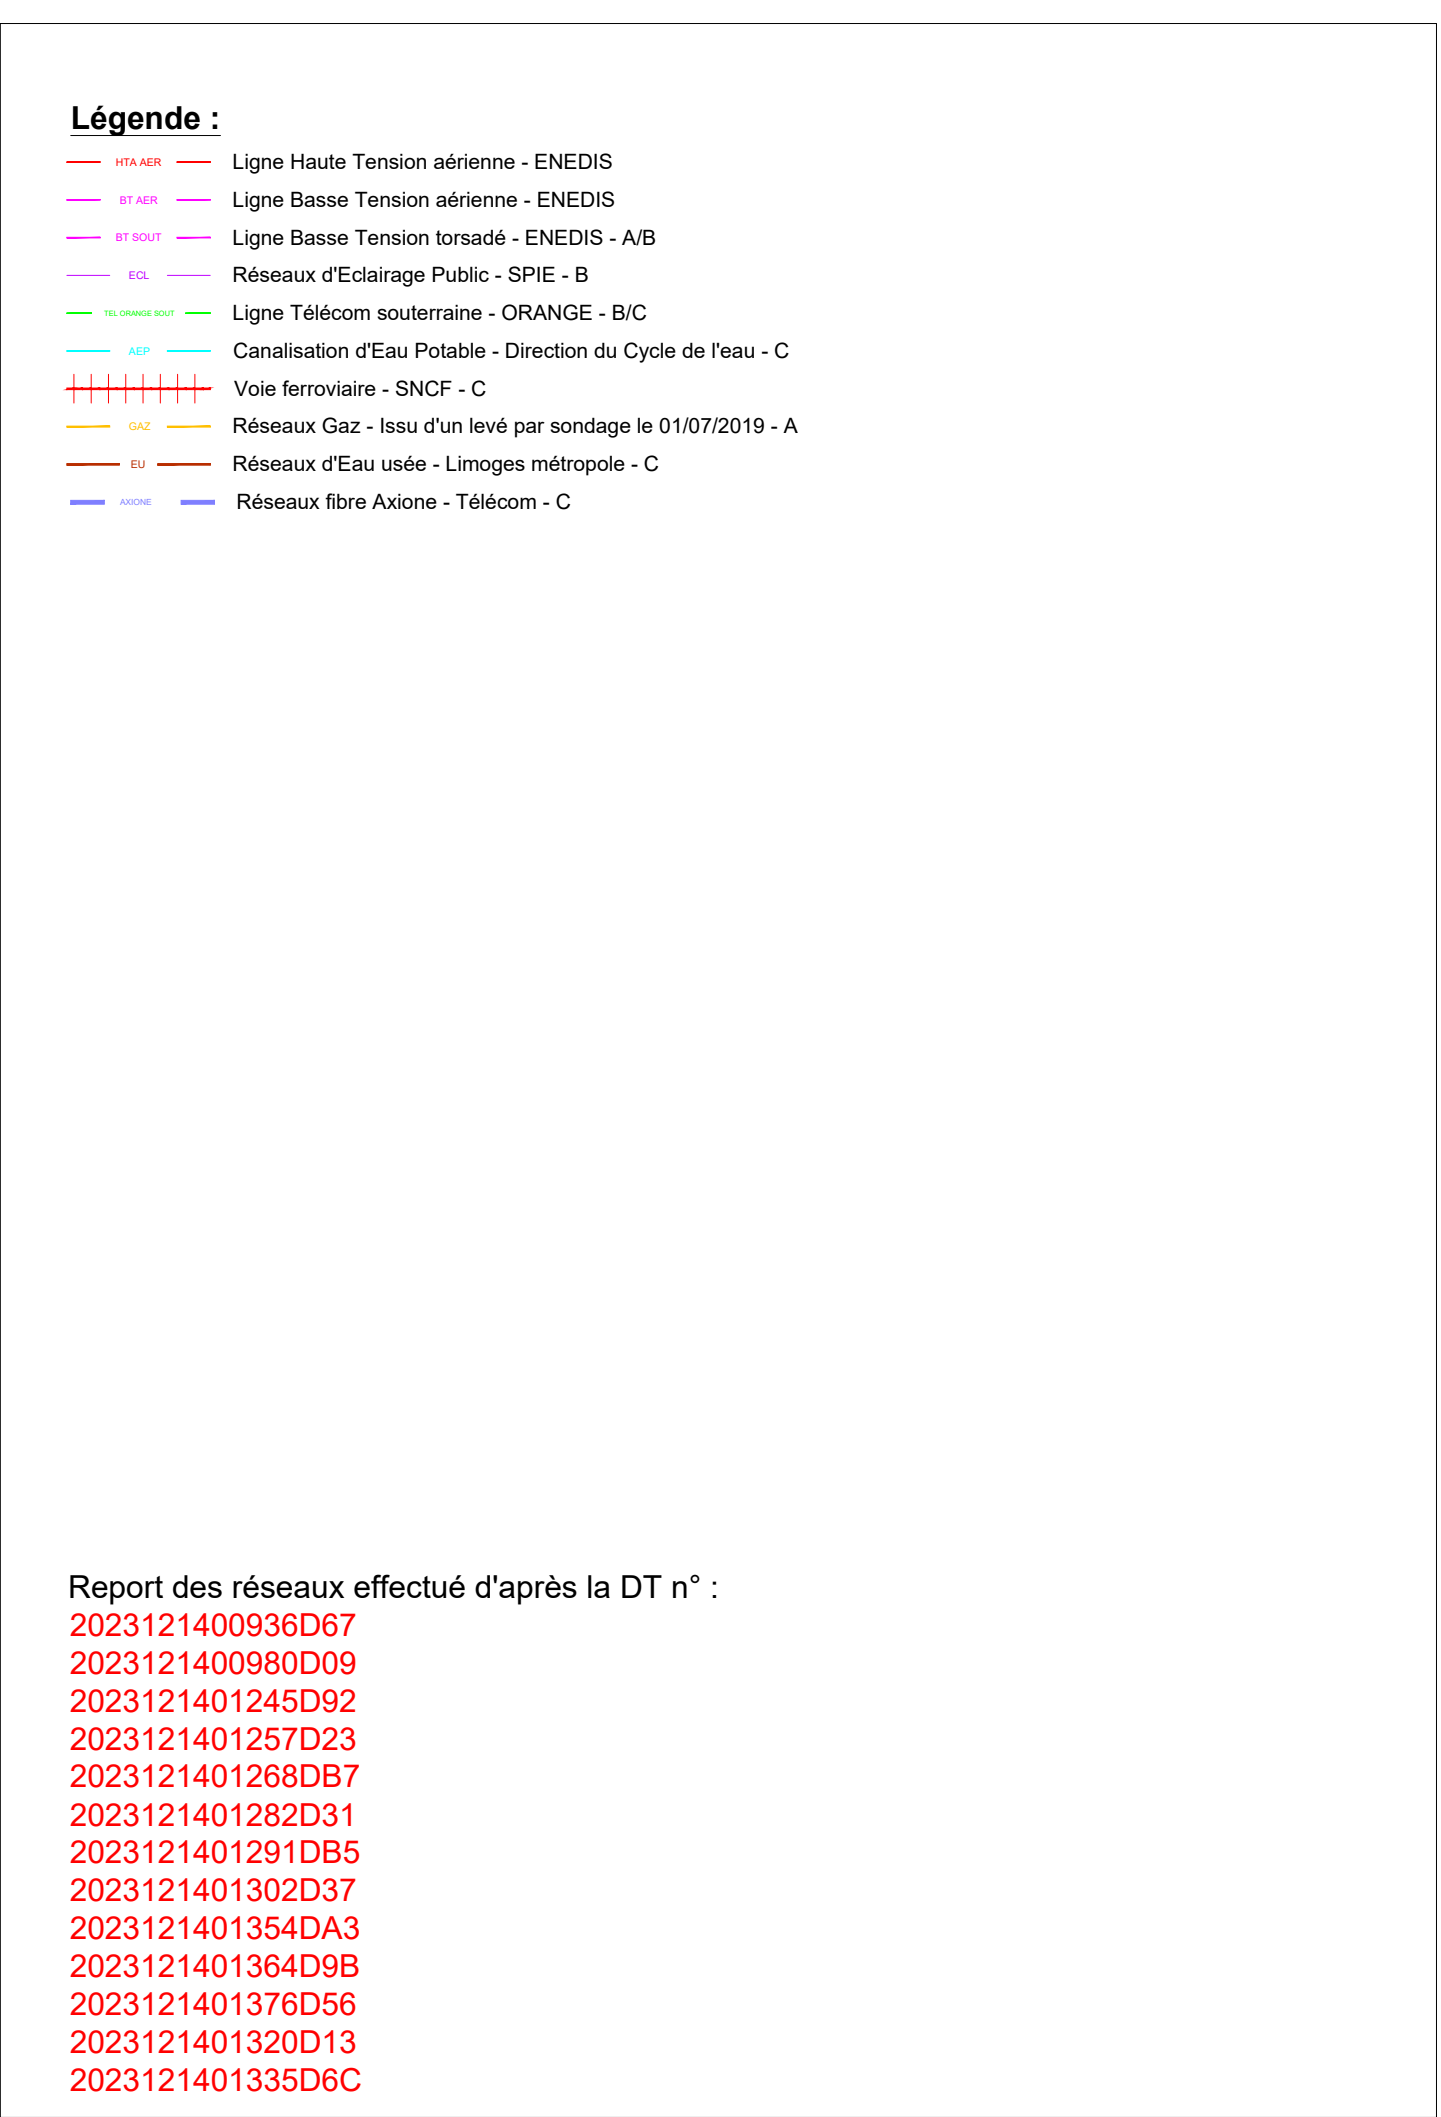 Légende :
HTA AER Ligne Haute Tension aérienne - ENEDIS
BT AER Ligne Basse Tension aérienne - ENEDIS
BT SOUT Ligne Basse Tension torsadé - ENEDIS - A/B
ECL Réseaux d'Eclairage Public - SPIE - B
TEL ORANGE SOUT Ligne Télécom souterraine - ORANGE - B/C
AEP Canalisation d'Eau Potable - Direction du Cycle de l'eau - C
Voie ferroviaire - SNCF - C
GAZ Réseaux Gaz - Issu d'un levé par sondage le 01/07/2019 - A
EU Réseaux d'Eau usée - Limoges métropole - C
AXIONE Réseaux fibre Axione - Télécom - C
Report des réseaux effectué d'après la DT n° :
2023121400936D67
2023121400980D09
2023121401245D92
2023121401257D23
2023121401268DB7
2023121401282D31
2023121401291DB5
2023121401302D37
2023121401354DA3
2023121401364D9B
2023121401376D56
2023121401320D13
2023121401335D6C